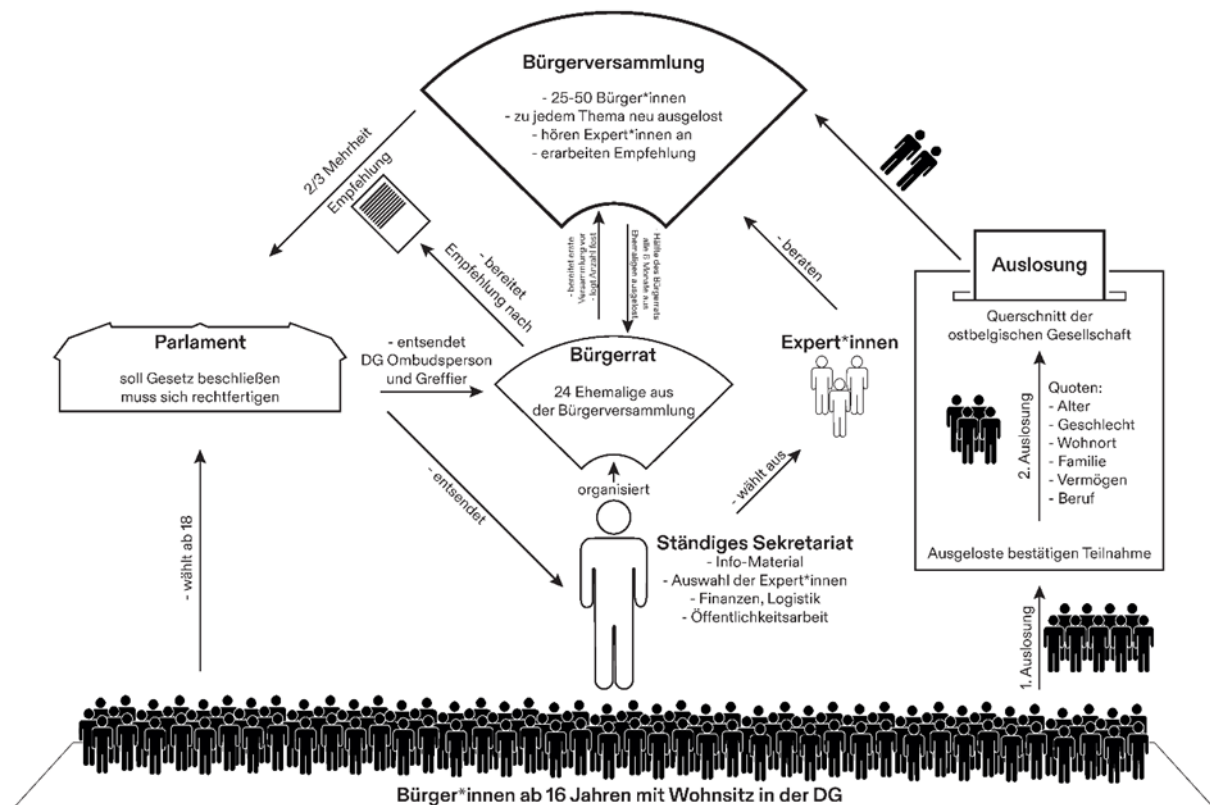 Bürgerversammlung
- 25-50 Bürger*innen
- zu jedem Thema neu ausgelost
- hören Expert*innen an
- erarbeiten Empfehlung
2/3 Mehrheit
Empfehlung
- bereitet
Empfehlung nach
- bereitet erste
Versammlung vor
- legt Anzahl fest
- Hälfte des Bürgerrats
alle 6 Monate aus
Ehemaligen ausgelost
- beraten
Parlament
soll Gesetz beschließen
muss sich rechtfertigen
- entsendet
DG Ombudsperson
und Greffier
Bürgerrat
24 Ehemalige aus
der Bürgerversammlung
Expert*innen
Auslosung
Querschnitt der
ostbelgischen Gesellschaft
2. Auslosung
Quoten:
- Alter
- Geschlecht
- Wohnort
- Familie
- Vermögen
- Beruf
Ausgeloste bestätigen Teilnahme
- entsendet
organisiert
- wählt aus
Ständiges Sekretariat
- Info-Material
- Auswahl der Expert*innen
- Finanzen, Logistik
- Öffentlichkeitsarbeit
- wählt ab 18
1. Auslosung
Bürger*innen ab 16 Jahren mit Wohnsitz in der DG